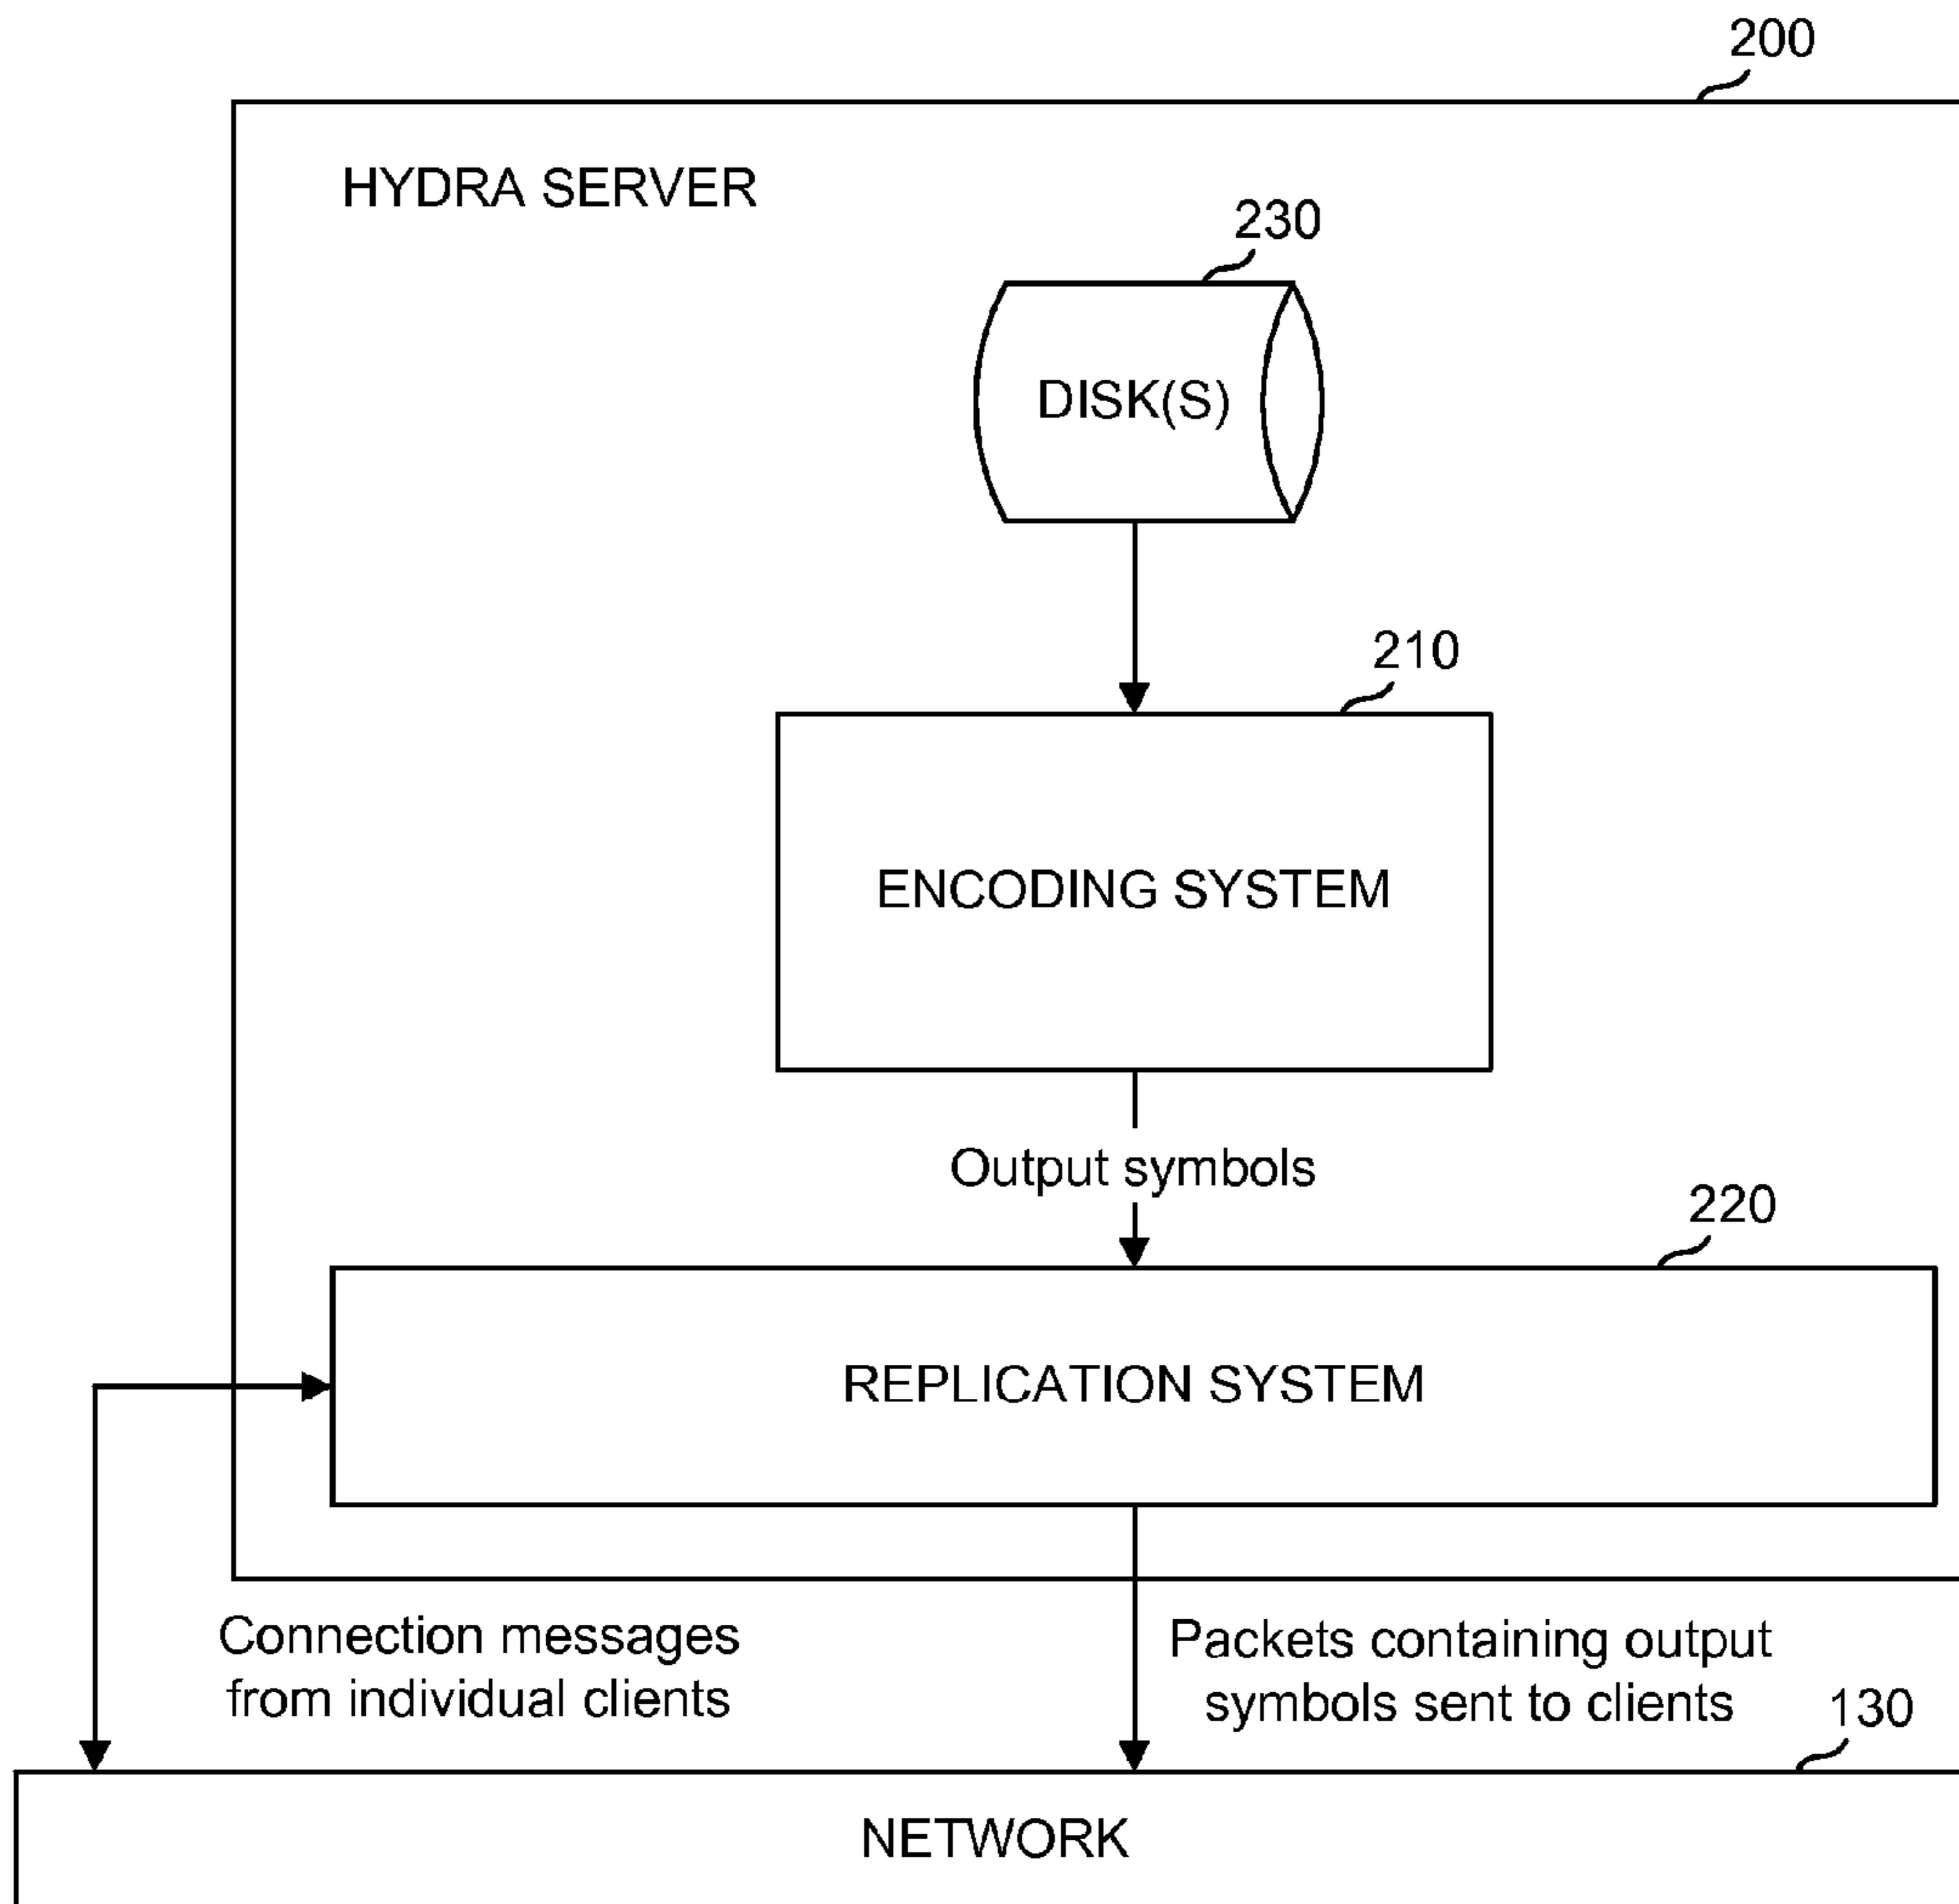 200
HYDRA SERVER
230
DISK(S)
210
ENCODING SYSTEM
Output symbols
220
REPLICATION SYSTEM
Connection messages
from individual clients
Packets containing output
symbols sent to clients
130
NETWORK